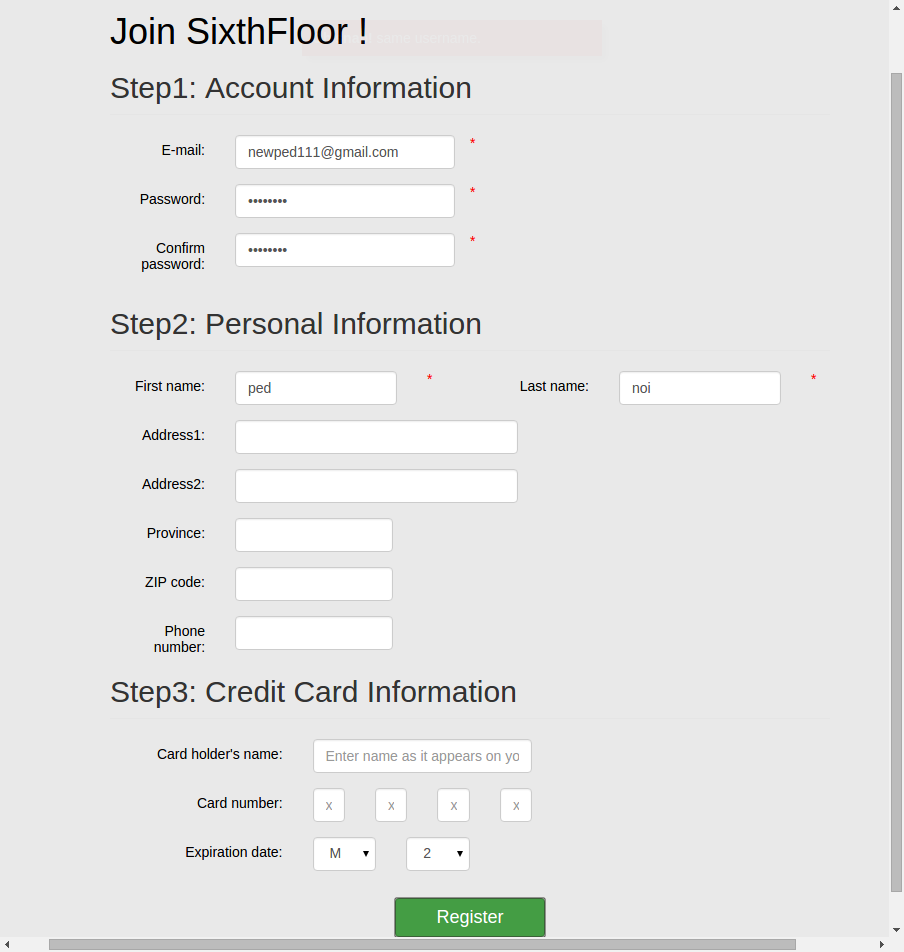 Join SixthFloor !
Step1: Account Information
E-mail: newped111@gmail.com *
Password: •••••••• *
Confirm password: •••••••• *
Step2: Personal Information
First name: ped * Last name: noi *
Address1:
Address2:
Province:
ZIP code:
Phone number:
Step3: Credit Card Information
Card holder's name: Enter name as it appears on yo
Card number: x x x x
Expiration date: M 2
Register